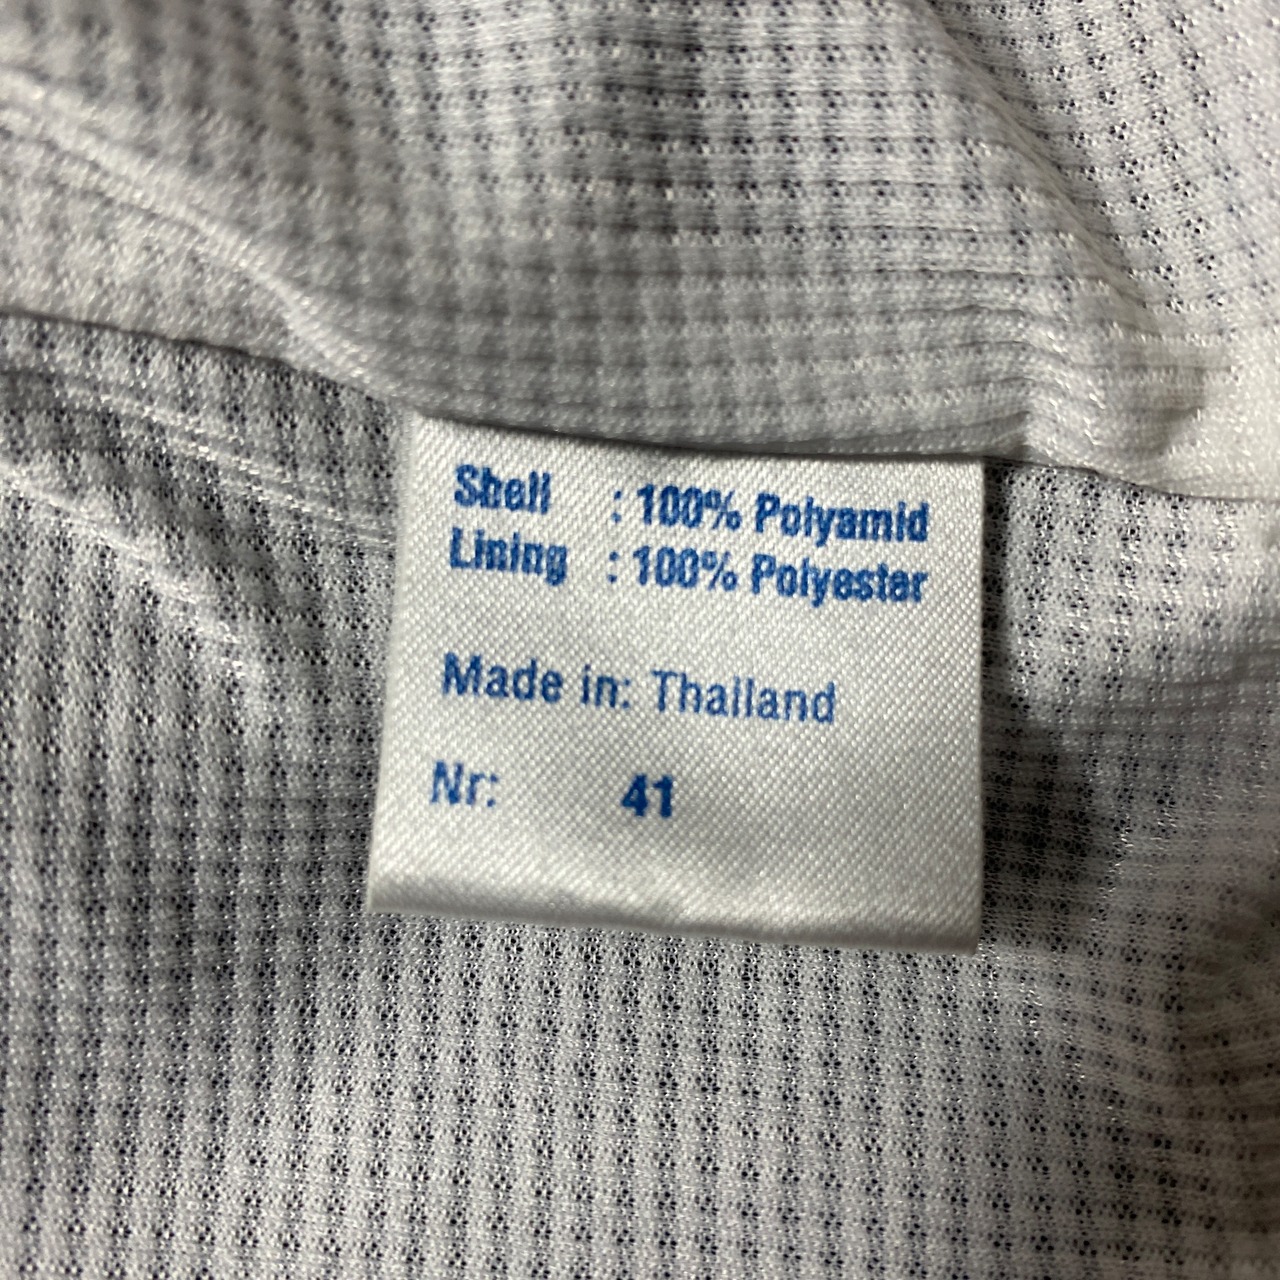 Shell : 100% Polyamid
Lining : 100% Polyester
Made in: Thailand
Nr: 41